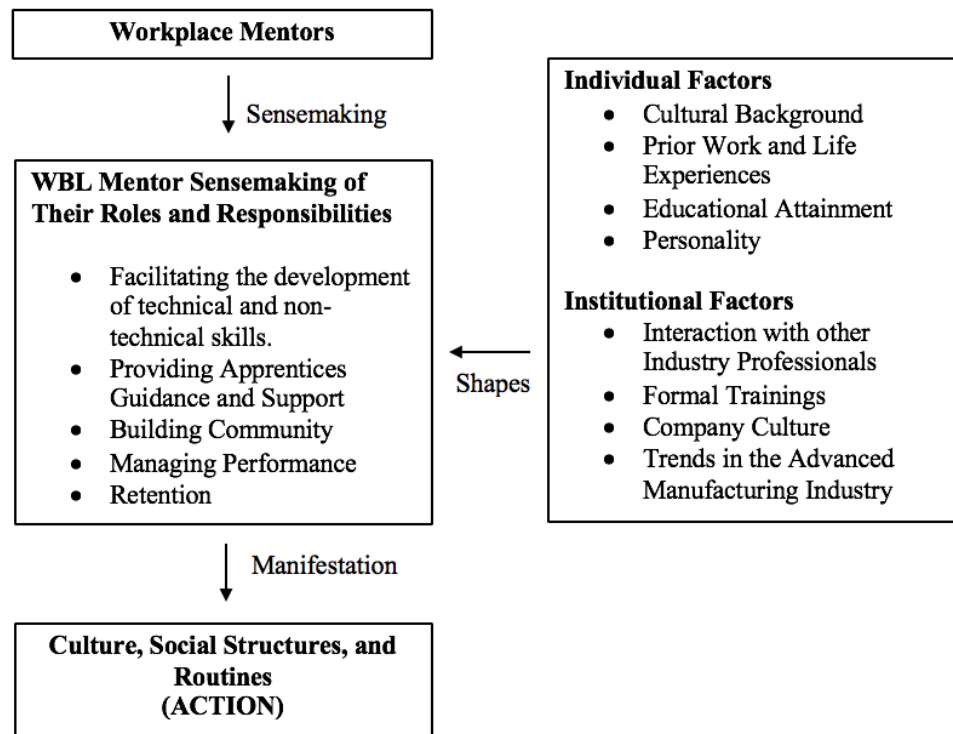 Workplace Mentors
Sensemaking
WBL Mentor Sensemaking of
Their Roles and Responsibilities
• Facilitating the development
of technical and non-
technical skills.
• Providing Apprentices
Guidance and Support
• Building Community
• Managing Performance
• Retention
Manifestation
Culture, Social Structures, and
Routines
(ACTION)
Shapes
Individual Factors
• Cultural Background
• Prior Work and Life
Experiences
• Educational Attainment
• Personality
Institutional Factors
• Interaction with other
Industry Professionals
• Formal Trainings
• Company Culture
• Trends in the Advanced
Manufacturing Industry